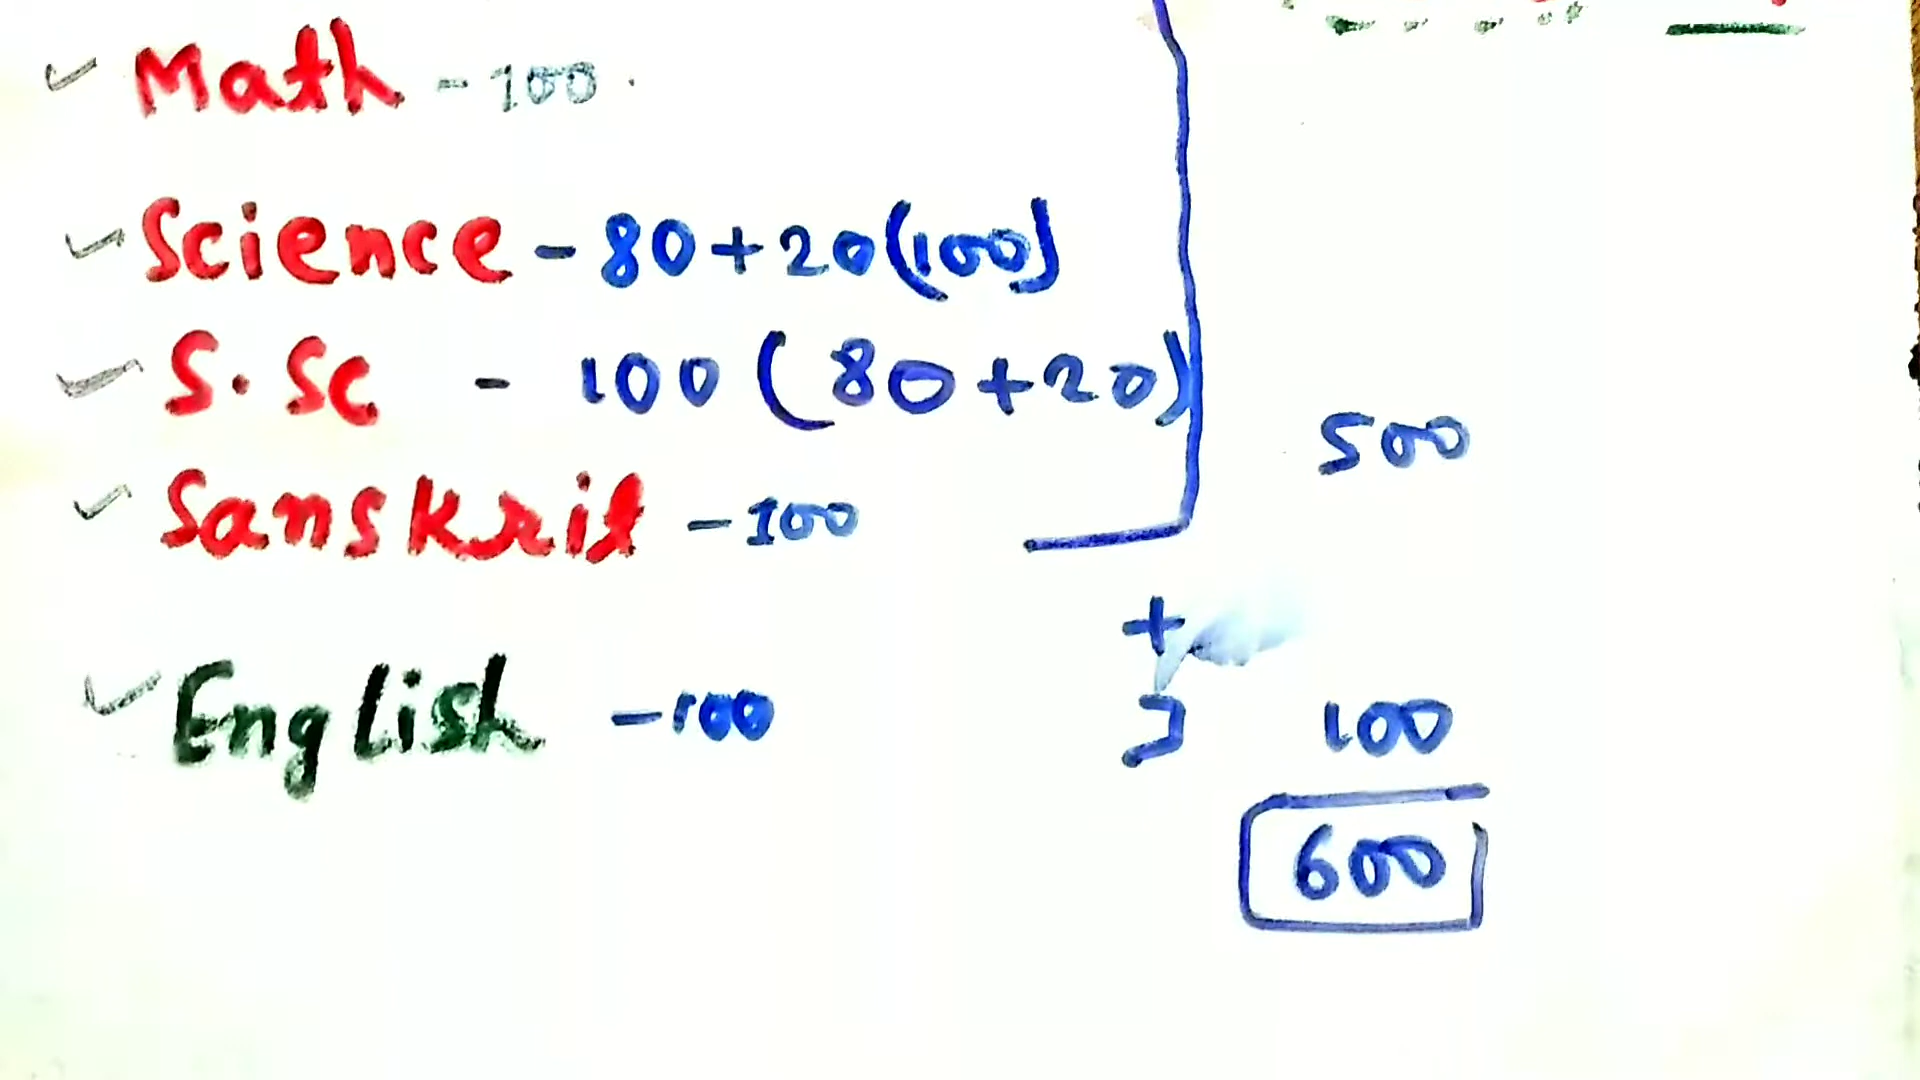 Math - 100
Science - 80+20(100)
S.Sc - 100 (80+20)
500
Sanskrit - 100
+
English - 100
100
600